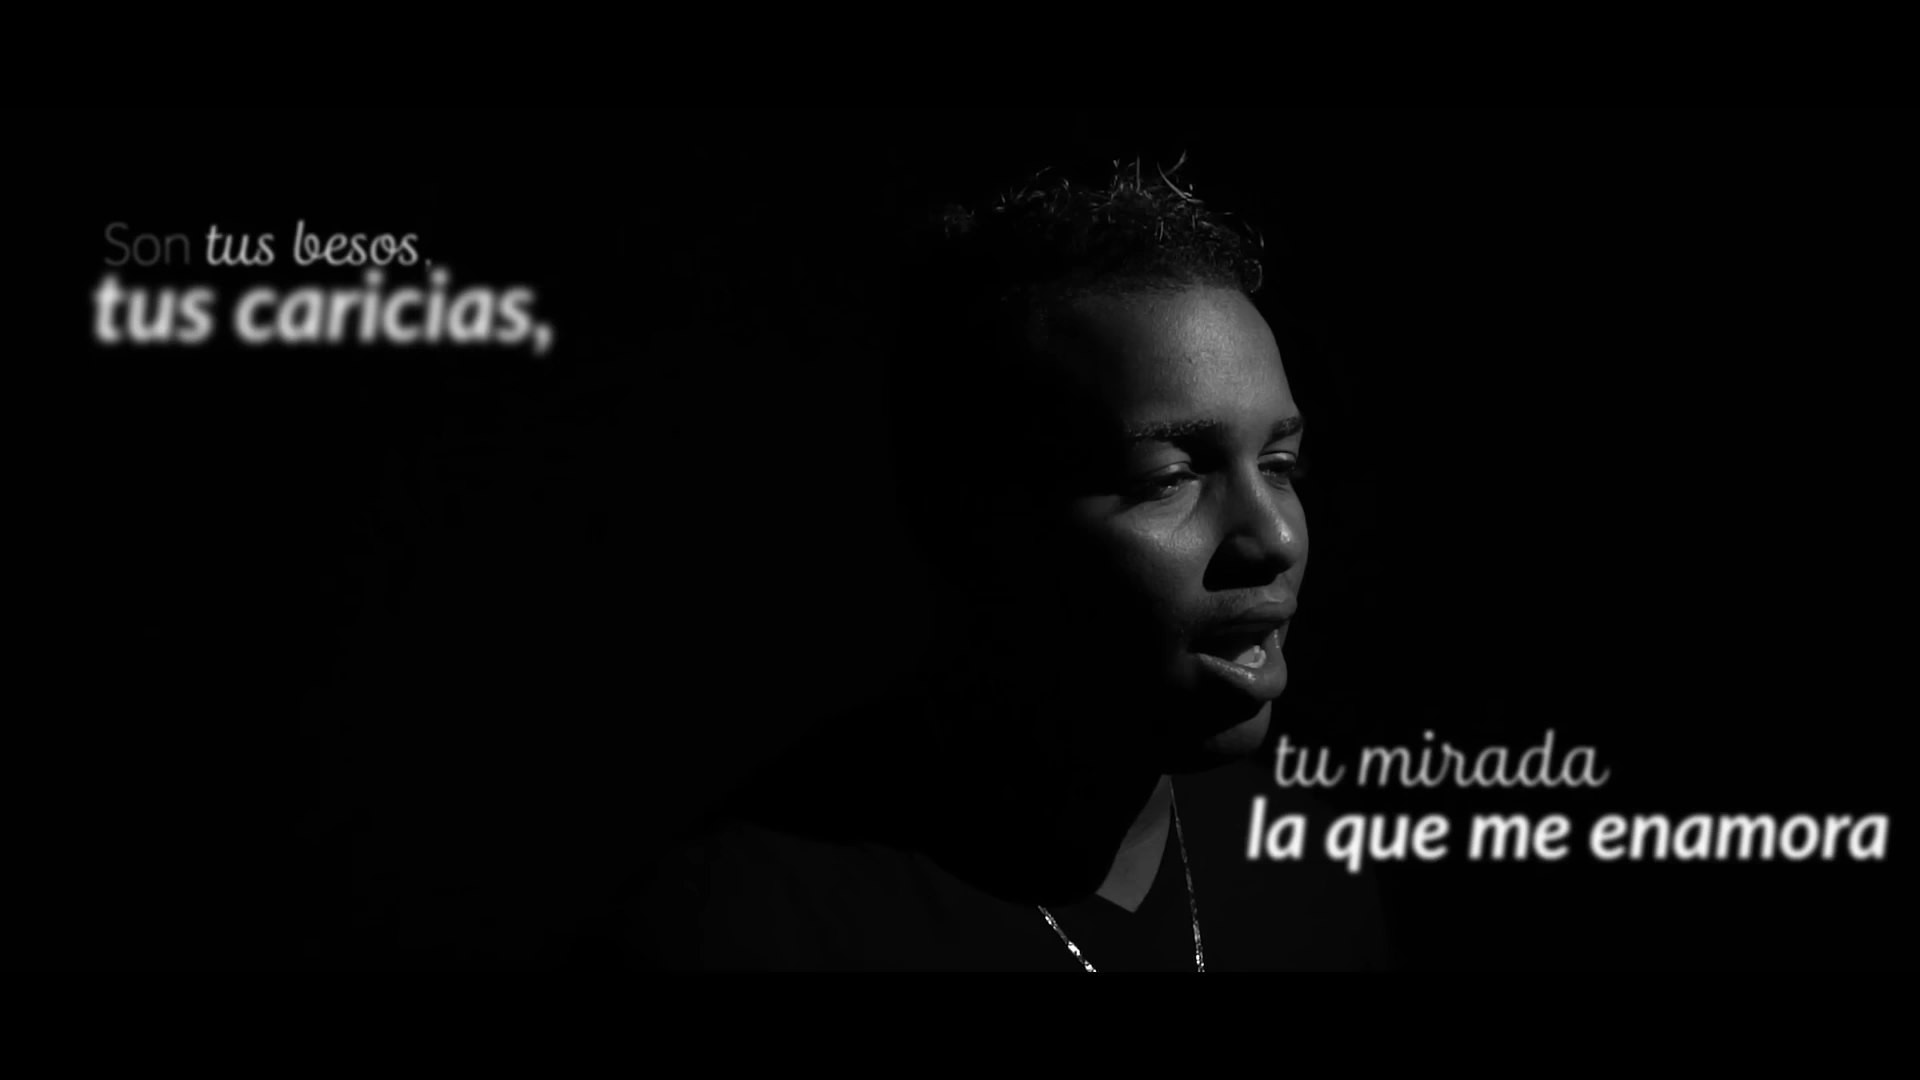 Son tus besos,
tus caricias,
tu mirada
la que me enamora